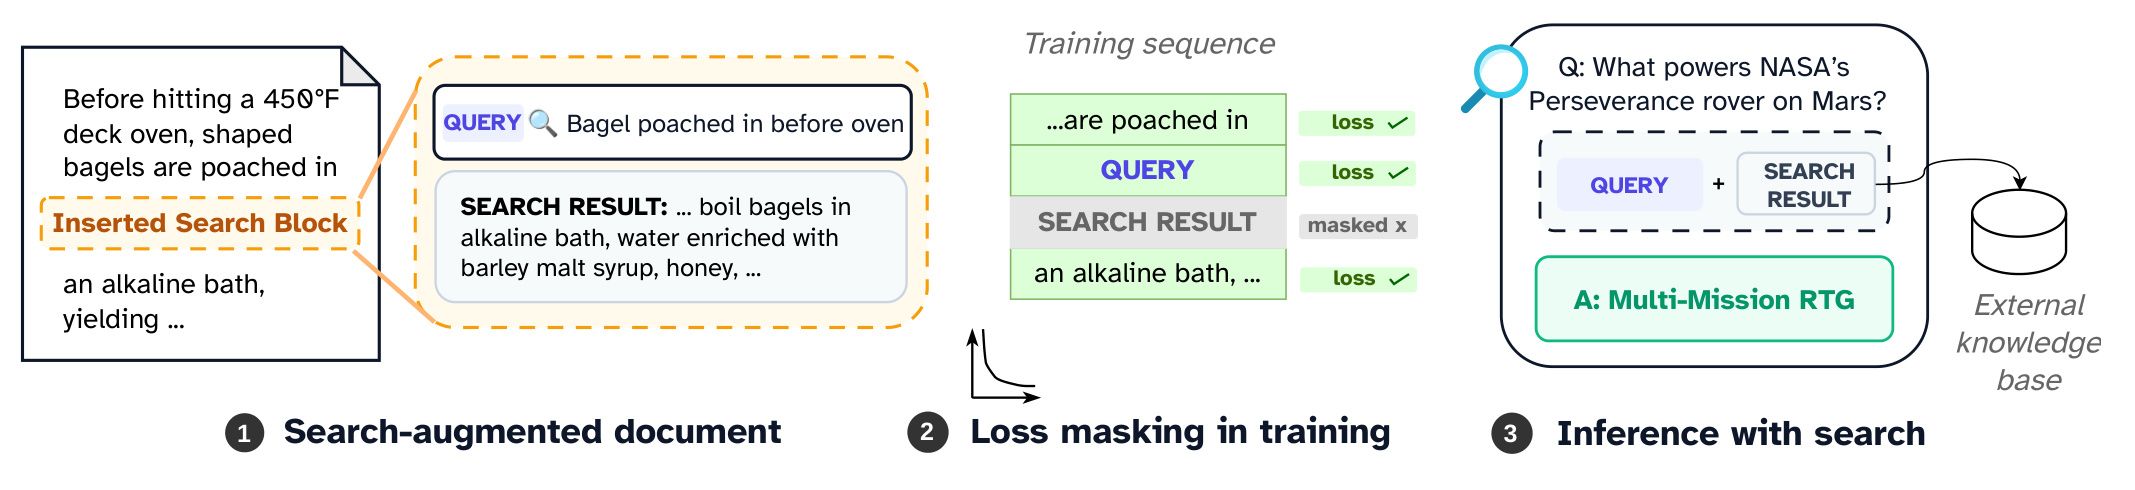 Before hitting a 450°F
deck oven, shaped
bagels are poached in
Inserted Search Block
an alkaline bath,
yielding ...
QUERY 🔍 Bagel poached in before oven
SEARCH RESULT: ... boil bagels in
alkaline bath, water enriched with
barley malt syrup, honey, ...
1 Search-augmented document
Training sequence
...are poached in
loss ✓
QUERY
loss ✓
SEARCH RESULT
masked x
an alkaline bath, ...
loss ✓
2 Loss masking in training
Q: What powers NASA's
Perseverance rover on Mars?
QUERY + SEARCH
RESULT
A: Multi-Mission RTG
External
knowledge
base
3 Inference with search